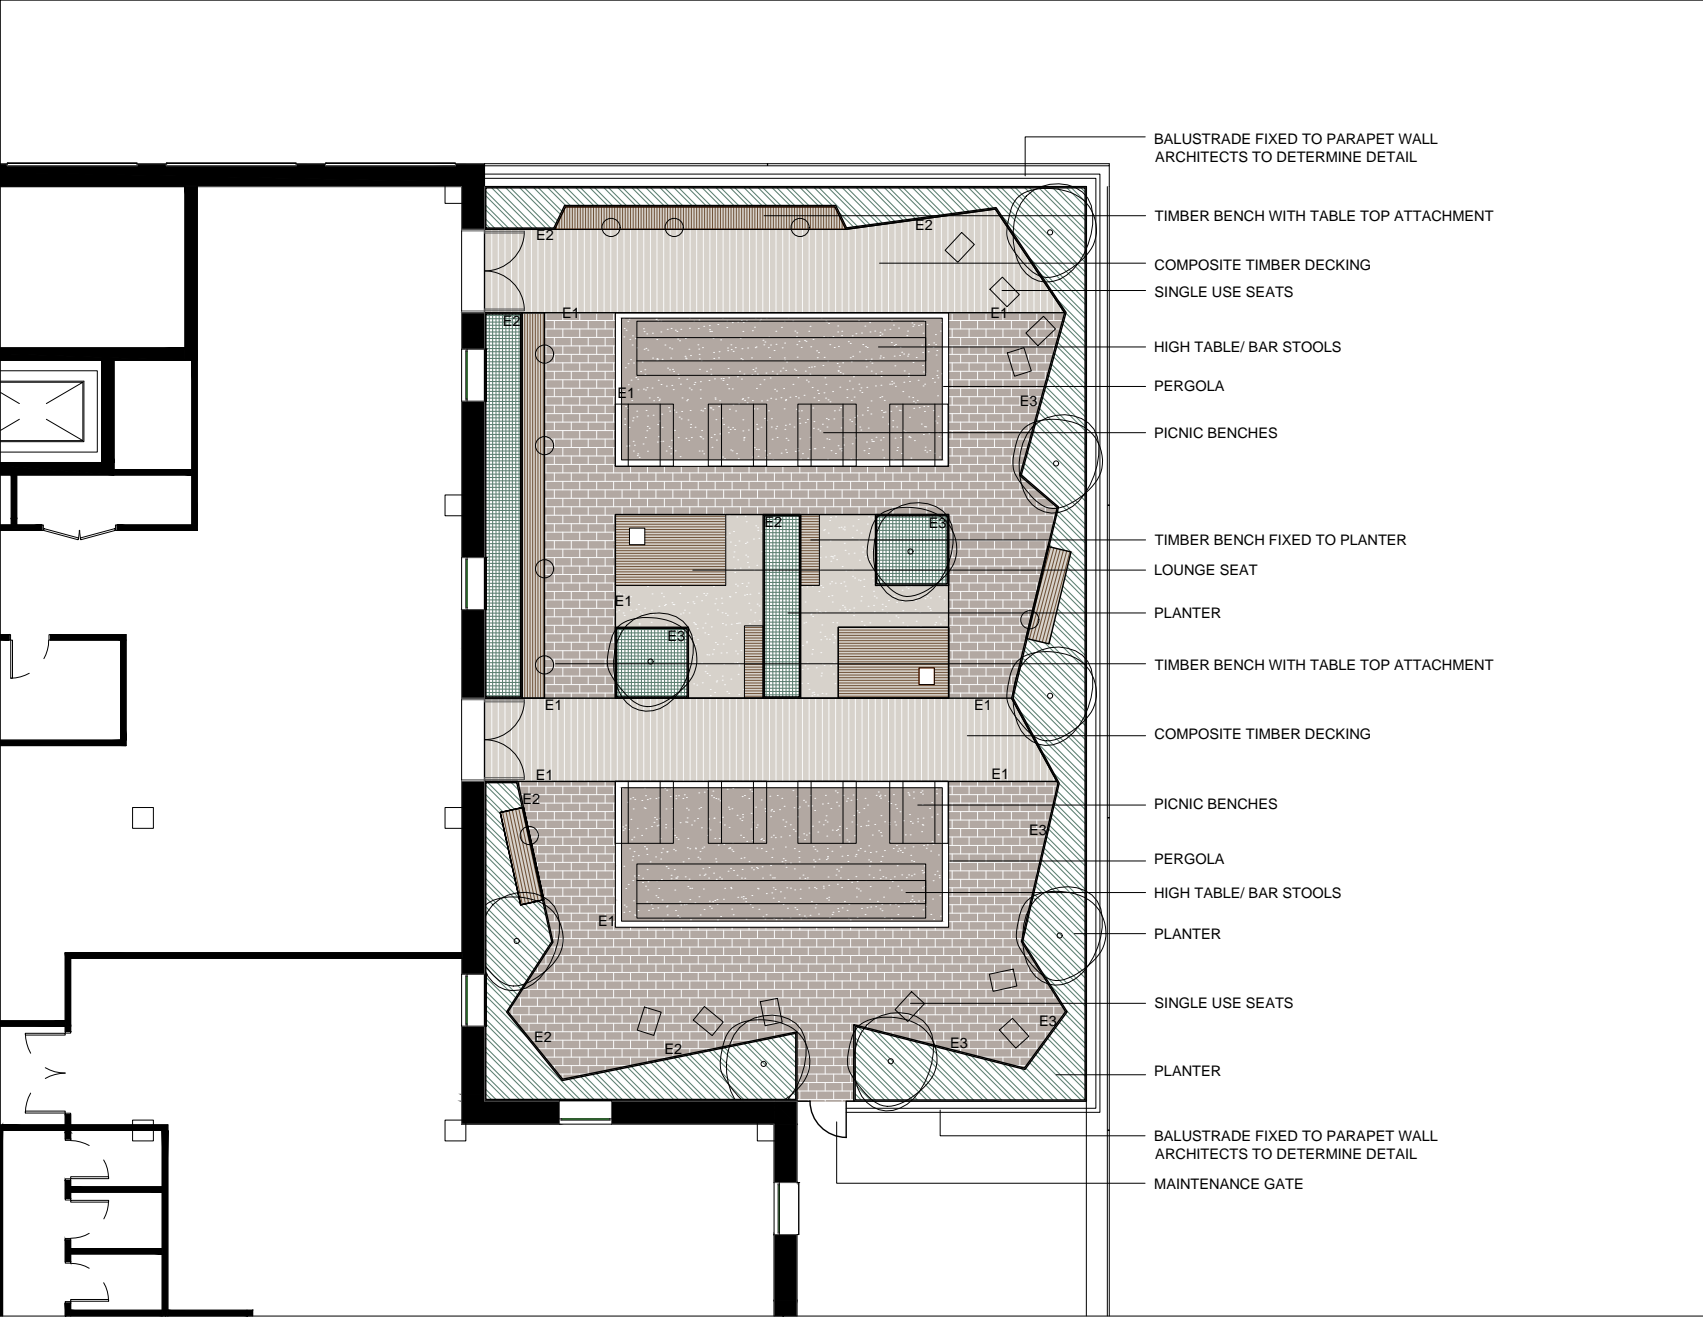 BALUSTRADE FIXED TO PARAPET WALL
ARCHITECTS TO DETERMINE DETAIL
TIMBER BENCH WITH TABLE TOP ATTACHMENT
E2
E2
COMPOSITE TIMBER DECKING
SINGLE USE SEATS
E1
E1
E2
HIGH TABLE/ BAR STOOLS
PERGOLA
E1
E3
PICNIC BENCHES
E2
E3
TIMBER BENCH FIXED TO PLANTER
LOUNGE SEAT
E1
PLANTER
E3
TIMBER BENCH WITH TABLE TOP ATTACHMENT
E1
E1
COMPOSITE TIMBER DECKING
E1
E1
E2
PICNIC BENCHES
E3
PERGOLA
HIGH TABLE/ BAR STOOLS
E1
PLANTER
SINGLE USE SEATS
E3
E2
E2
E3
PLANTER
BALUSTRADE FIXED TO PARAPET WALL
ARCHITECTS TO DETERMINE DETAIL
MAINTENANCE GATE